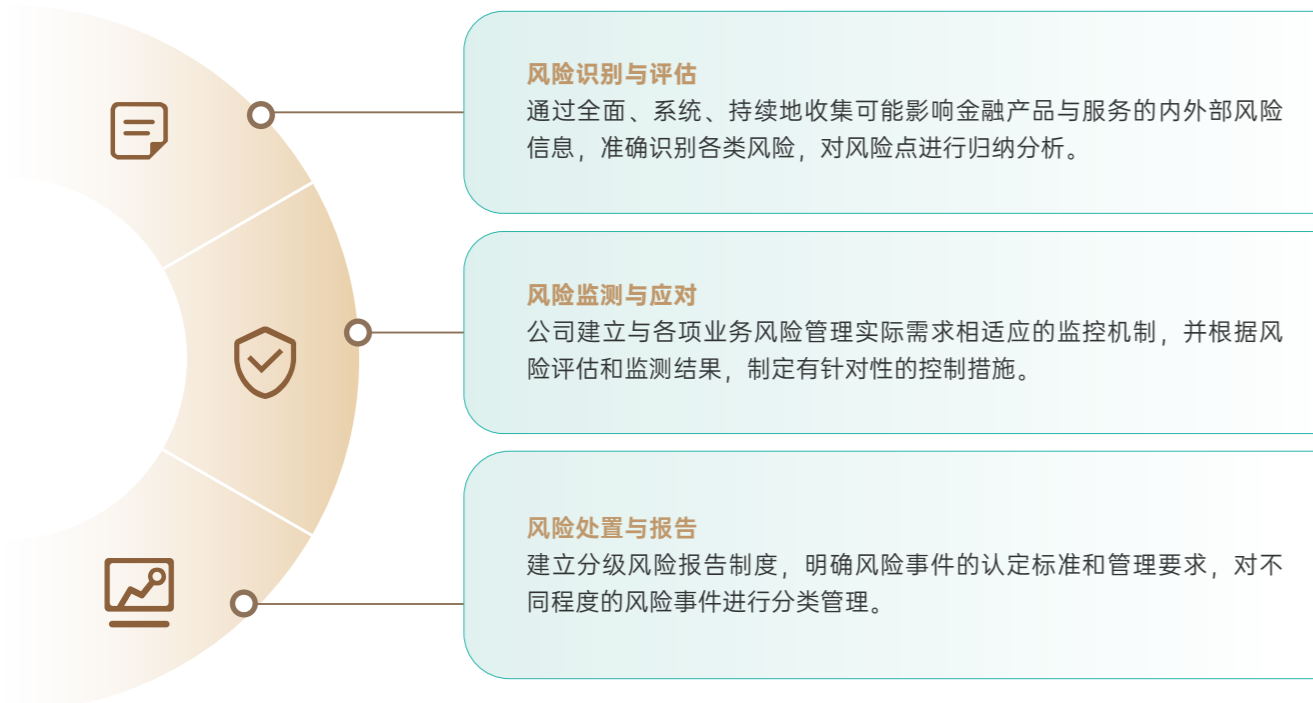 风险识别与评估
通过全面、系统、持续地收集可能影响金融产品与服务的内外部风险
信息，准确识别各类风险，对风险点进行归纳分析。
风险监测与应对
公司建立与各项业务风险管理实际需求相适应的监控机制，并根据风
险评估和监测结果，制定有针对性的控制措施。
风险处置与报告
建立分级风险报告制度，明确风险事件的认定标准和管理要求，对不
同程度的风险事件进行分类管理。